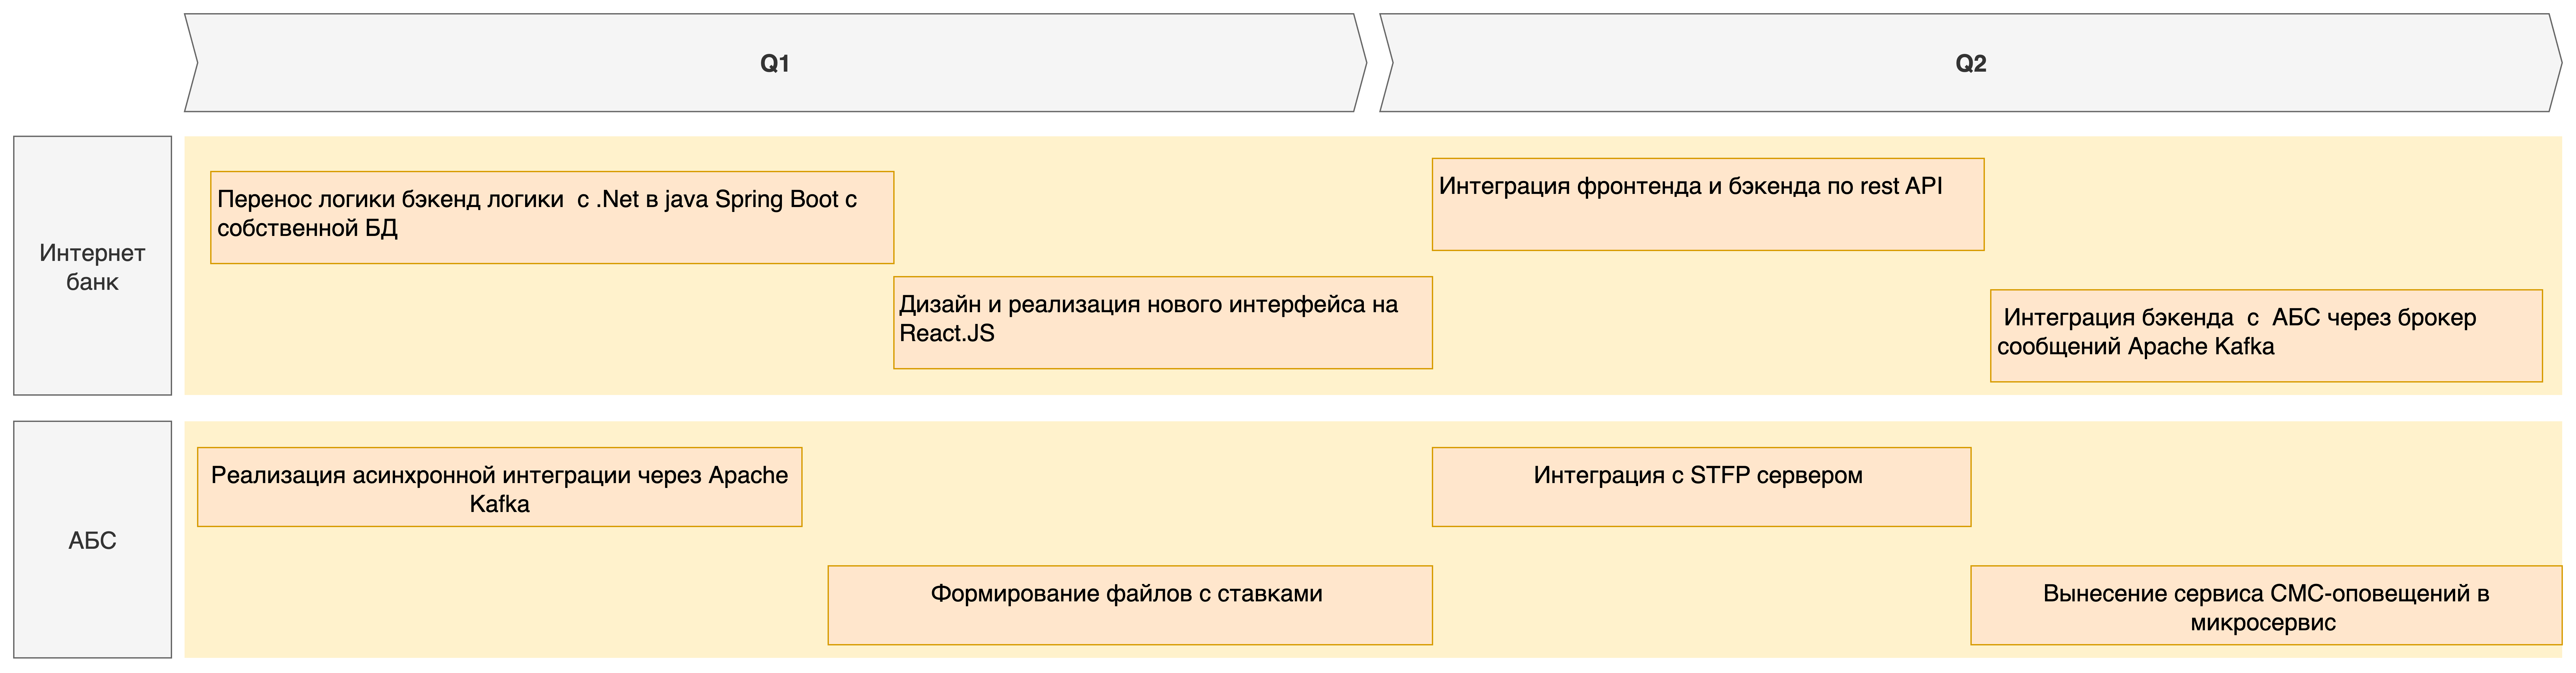 Q1
Q2
Интернет
банк
Перенос логики бэкенд логики  с .Net в java Spring Boot с
собственной БД
Интеграция фронтенда и бэкенда по rest API
Дизайн и реализация нового интерфейса на
React.JS
Интеграция бэкенда  с  АБС через брокер
сообщений Apache Kafka
АБС
Реализация асинхронной интеграции через Apache
Kafka
Интеграция с STFP сервером
Формирование файлов с ставками
Вынесение сервиса СМС-оповещений в
микросервис